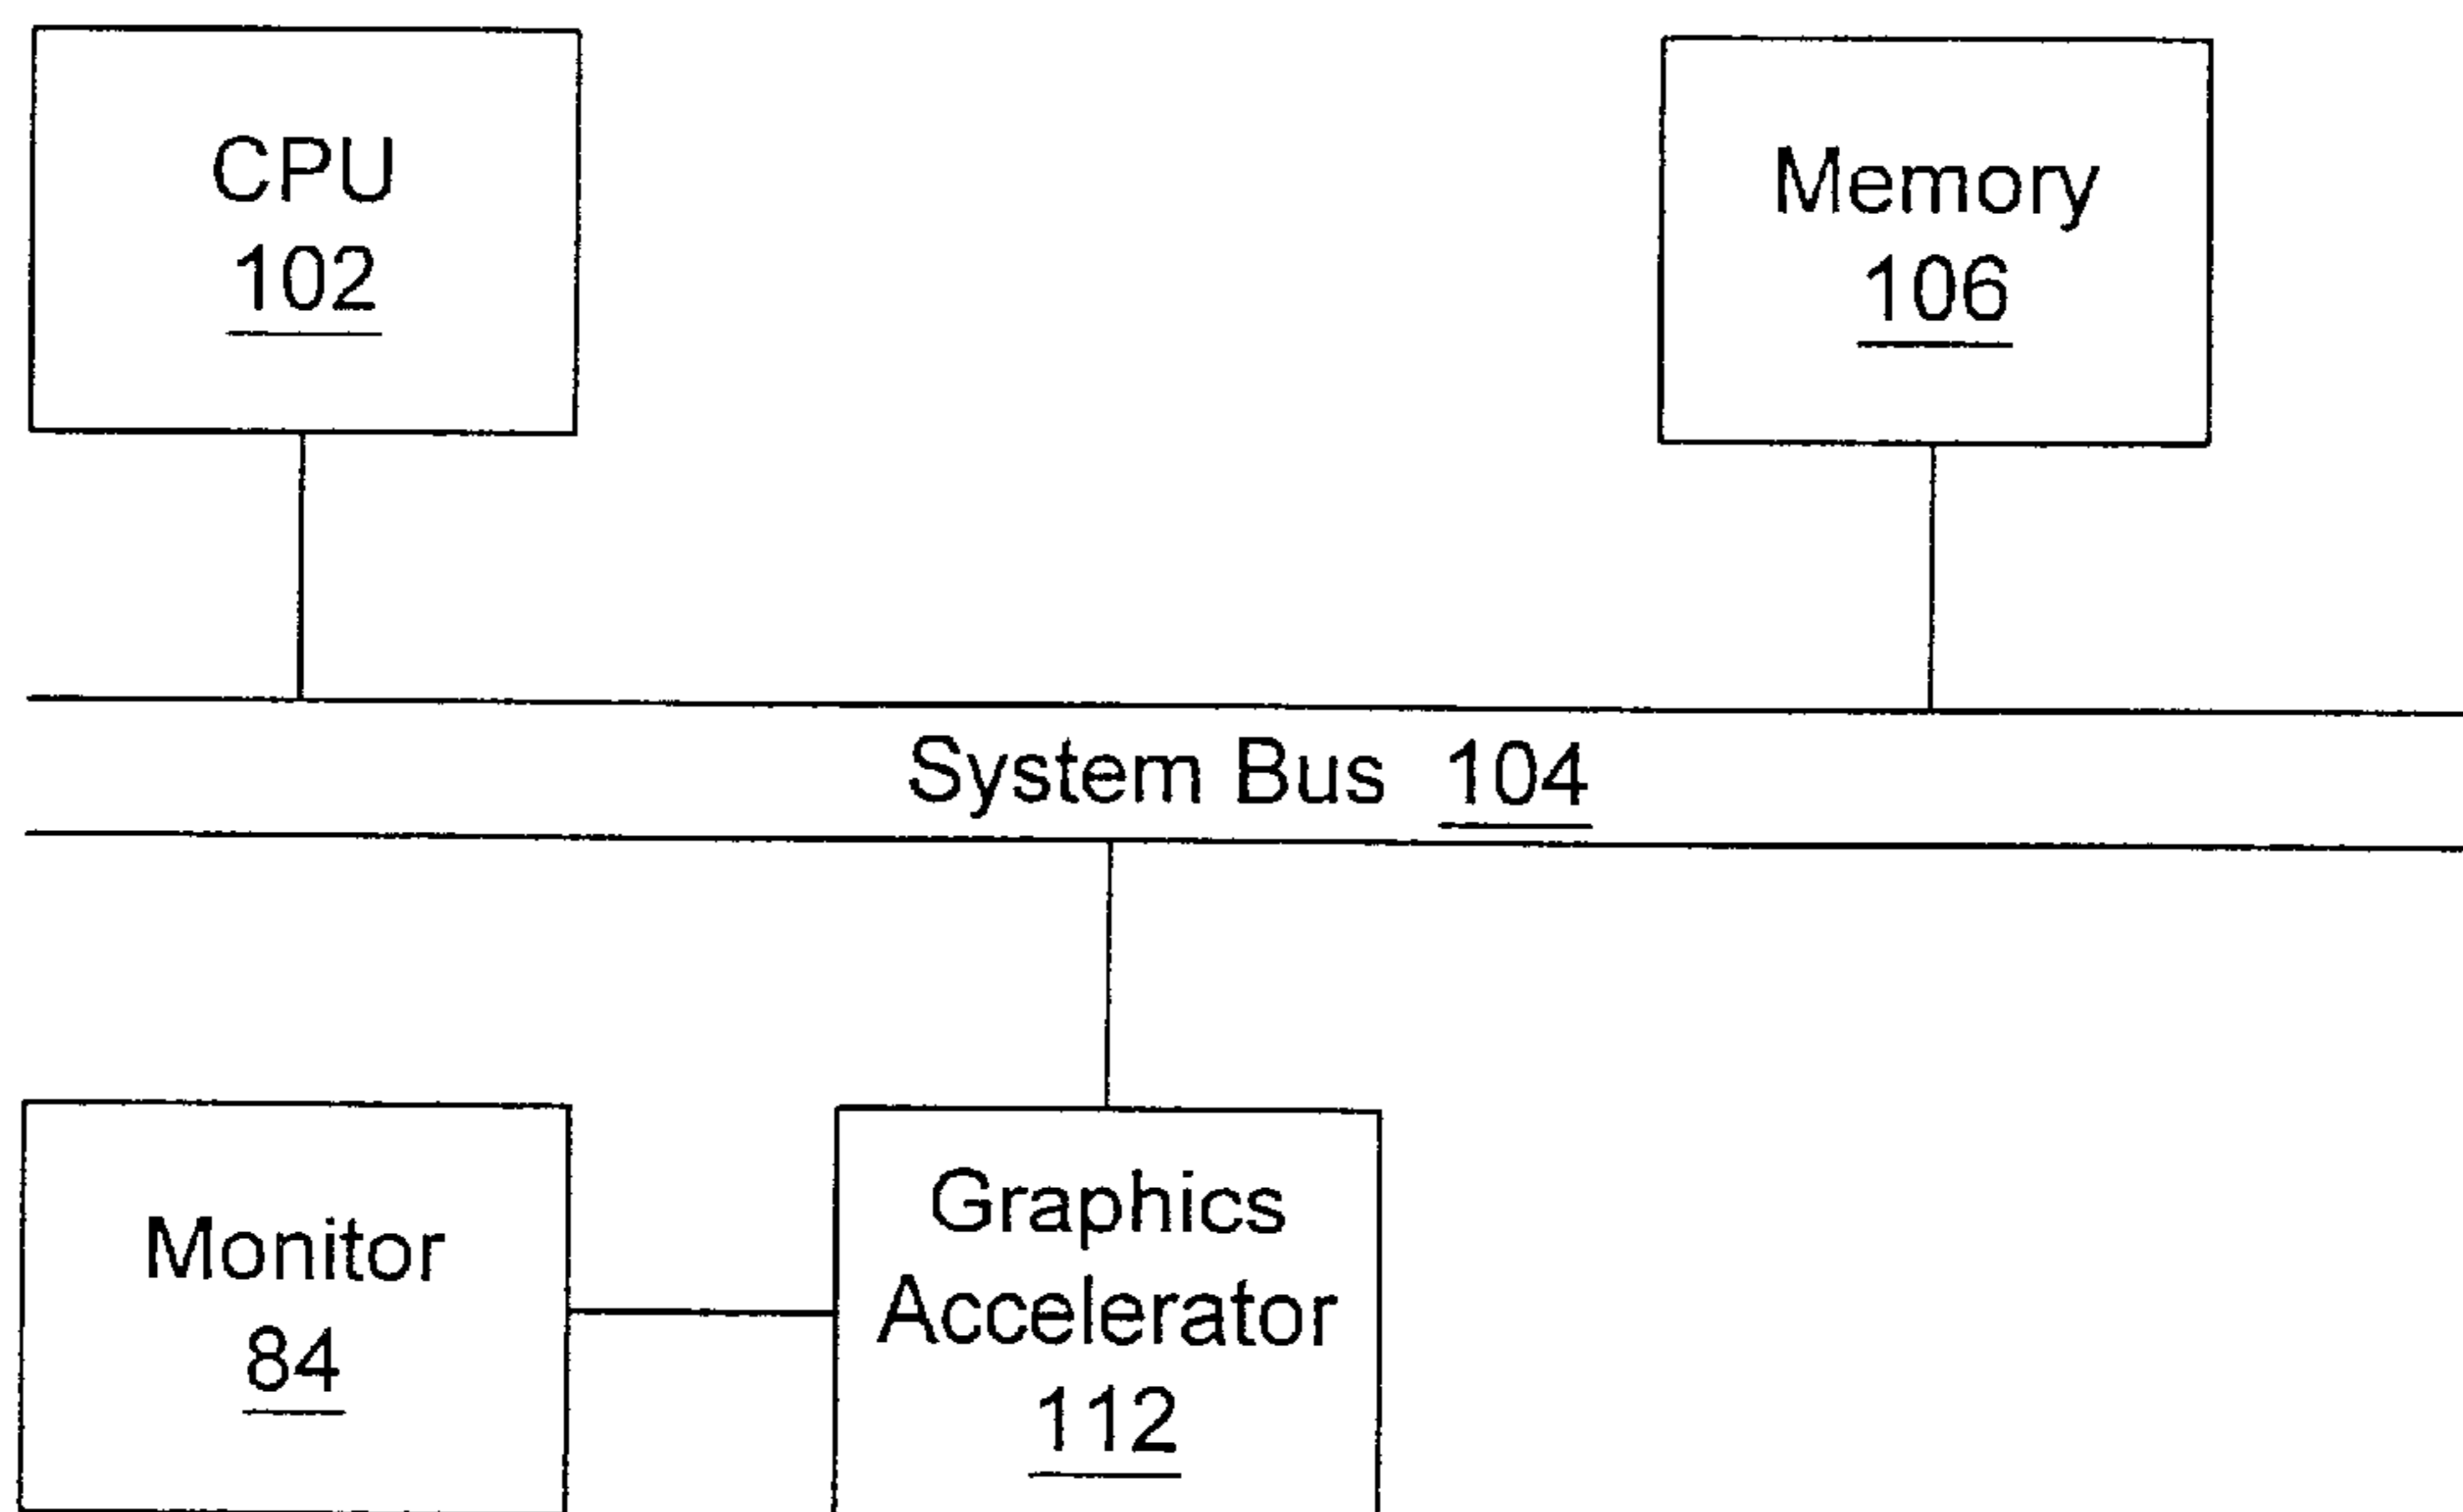 CPU
102
Memory
106
System Bus 104
Monitor
84
Graphics
Accelerator
112